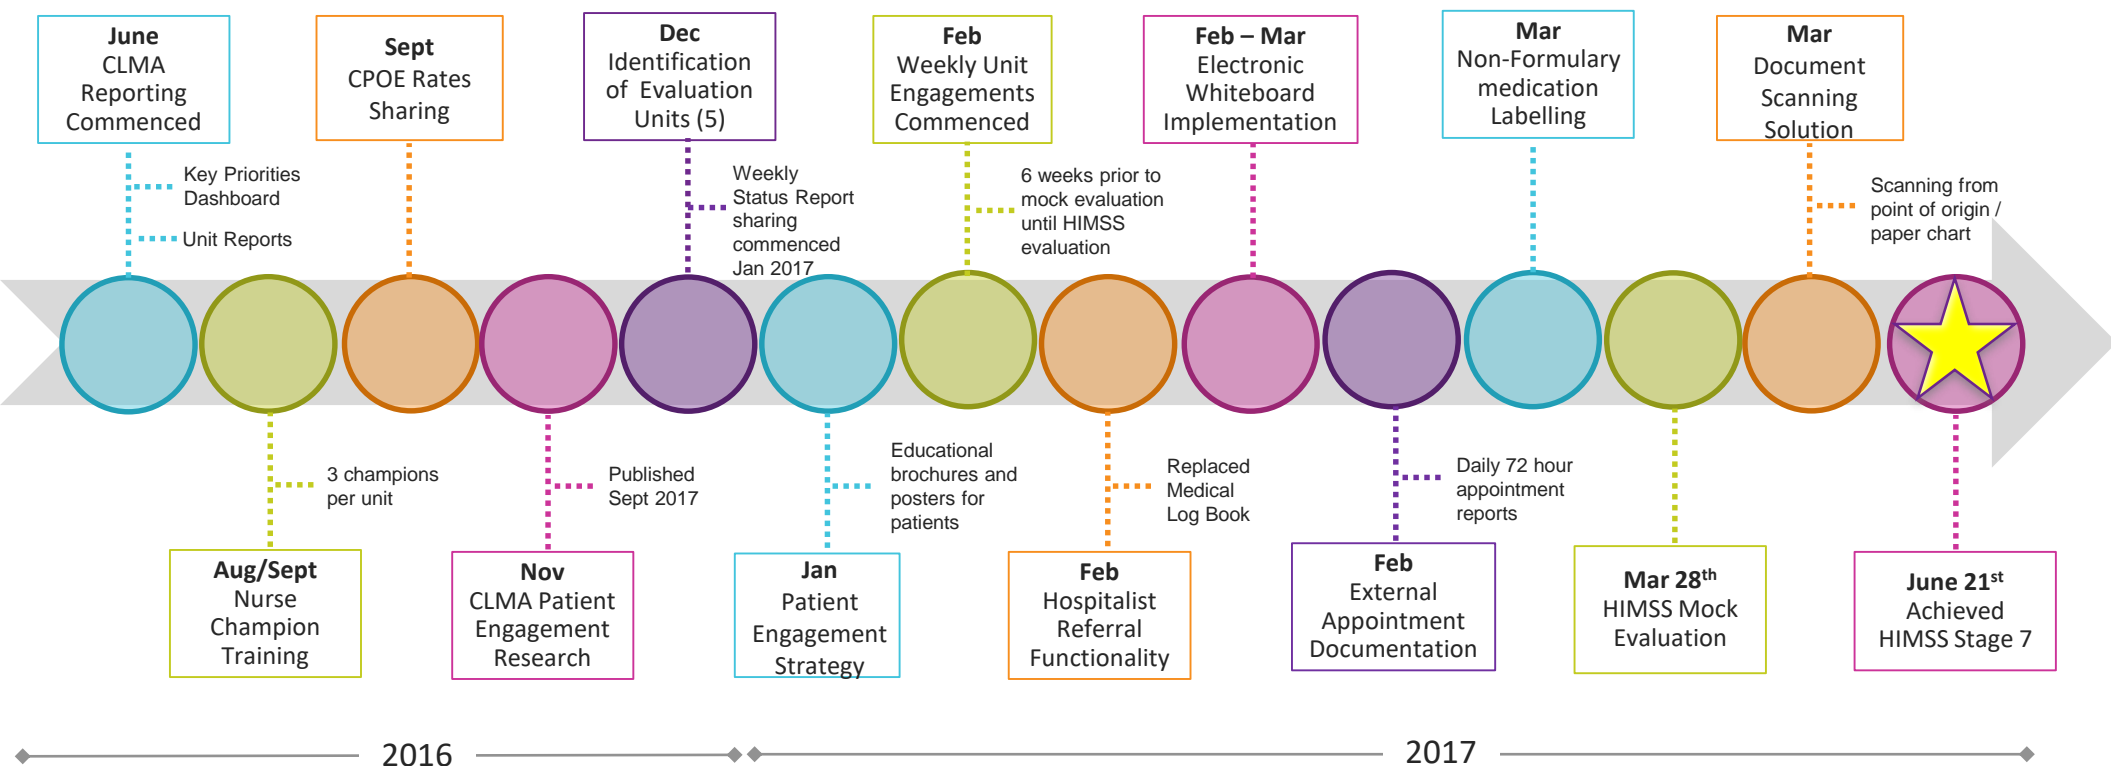 June
CLMA
Reporting
Commenced
Key Priorities
Dashboard
Unit Reports
Sept
CPOE Rates
Sharing
Dec
Identification
of Evaluation
Units (5)
Weekly
Status Report
sharing
commenced
Jan 2017
Feb
Weekly Unit
Engagements
Commenced
6 weeks prior to
mock evaluation
until HIMSS
evaluation
Feb – Mar
Electronic
Whiteboard
Implementation
Mar
Non-Formulary
medication
Labelling
Mar
Document
Scanning
Solution
Scanning from
point of origin /
paper chart
3 champions
per unit
Aug/Sept
Nurse
Champion
Training
Published
Sept 2017
Nov
CLMA Patient
Engagement
Research
Educational
brochures and
posters for
patients
Jan
Patient
Engagement
Strategy
Replaced
Medical
Log Book
Feb
Hospitalist
Referral
Functionality
Daily 72 hour
appointment
reports
Feb
External
Appointment
Documentation
Mar 28th
HIMSS Mock
Evaluation
June 21st
Achieved
HIMSS Stage 7
2016
2017